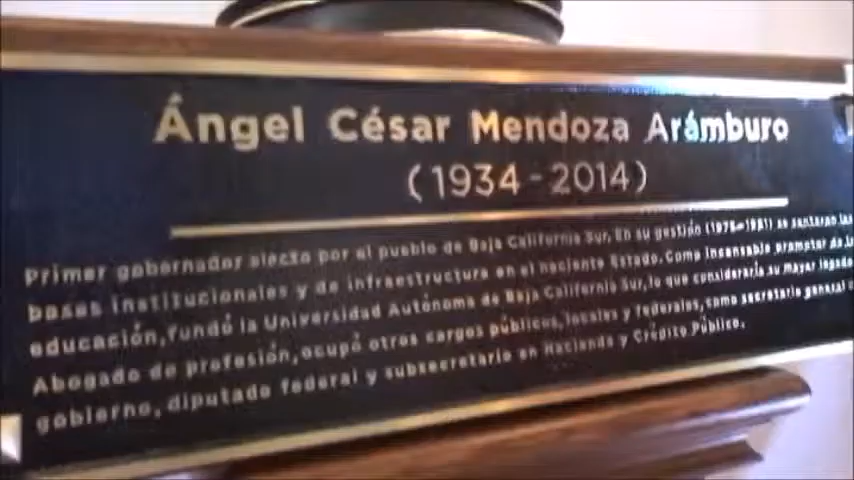 Ángel César Mendoza Arámburo
(1934-2014)
Primer gobernador electo por el pueblo de Baja California Sur. En su gestión (1975-1981) se sentaron las
bases institucionales y de infraestructura en el naciente Estado. Como incansable promotor de la
educación, fundó la Universidad Autónoma de Baja California Sur, lo que consideraría su mayor legado
Abogado de profesión, ocupó otros cargos públicos, locales y federales, como secretario general
gobierno, diputado federal y subsecretario en Hacienda y Crédito Público.